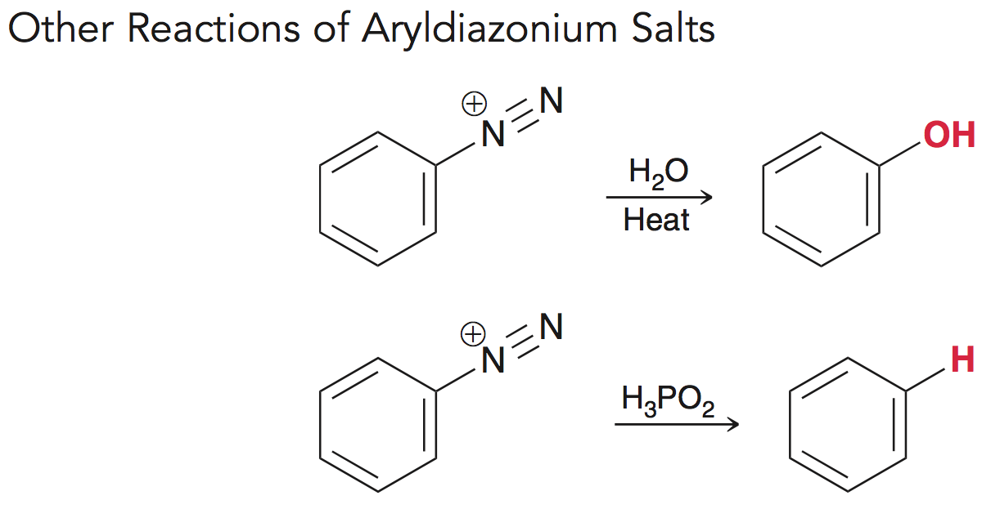 Other Reactions of Aryldiazonium Salts
⊕
N≡N
H₂O
Heat
OH
⊕
N≡N
H₃PO₂
H